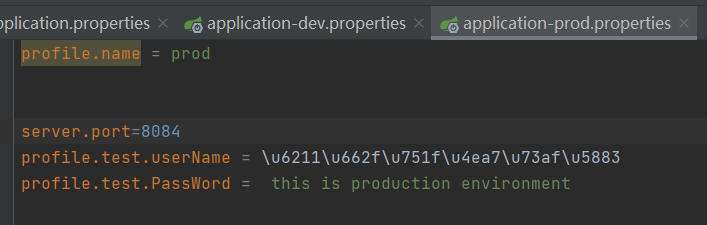 plication.properties
application-dev.properties
application-prod.properties
profile.name = prod
server.port=8084
profile.test.userName = \u6211\u662f\u751f\u4ea7\u73af\u5883
profile.test.PassWord =  this is production environment